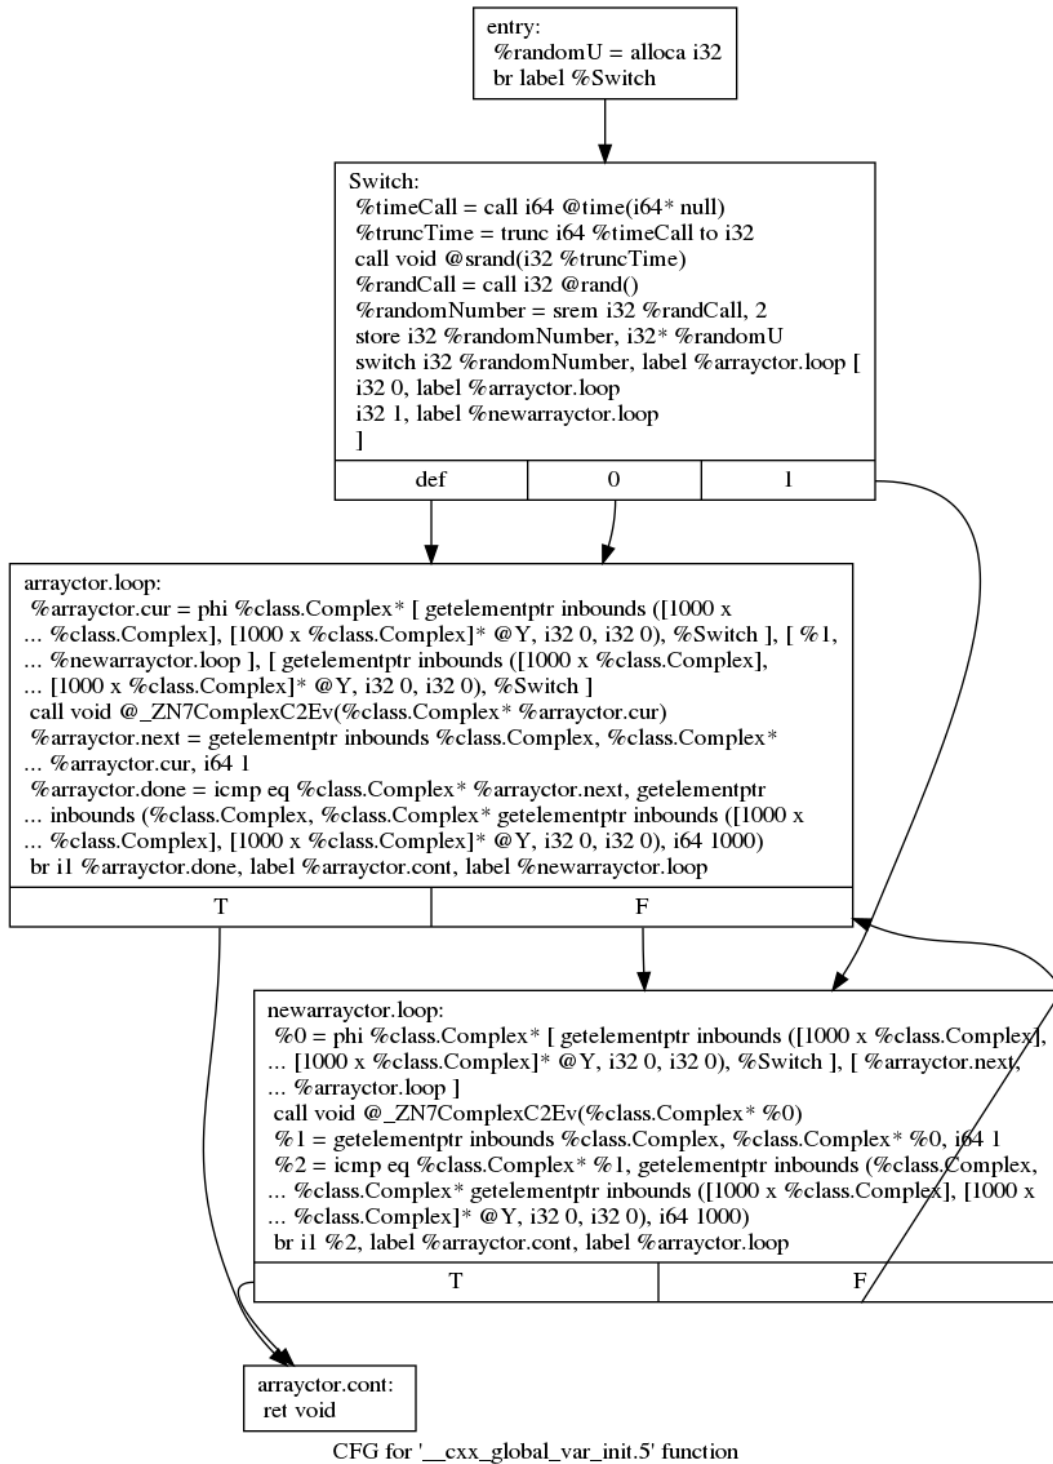 entry:
%randomU = alloca i32
br label %Switch
Switch:
%timeCall = call i64 @time(i64* null)
%truncTime = trunc i64 %timeCall to i32
call void @srand(i32 %truncTime)
%randCall = call i32 @rand()
%randomNumber = srem i32 %randCall, 2
store i32 %randomNumber, i32* %randomU
switch i32 %randomNumber, label %arrayctor.loop [
i32 0, label %arrayctor.loop
i32 1, label %newarrayctor.loop
]
def 0 1
arrayctor.loop:
%arrayctor.cur = phi %class.Complex* [ getelementptr inbounds ([1000 x
... %class.Complex], [1000 x %class.Complex]* @Y, i32 0, i32 0), %Switch ], [ %1,
... %newarrayctor.loop ], [ getelementptr inbounds ([1000 x %class.Complex],
... [1000 x %class.Complex]* @Y, i32 0, i32 0), %Switch ]
call void @_ZN7ComplexC2Ev(%class.Complex* %arrayctor.cur)
%arrayctor.next = getelementptr inbounds %class.Complex, %class.Complex*
... %arrayctor.cur, i64 1
%arrayctor.done = icmp eq %class.Complex* %arrayctor.next, getelementptr
... inbounds (%class.Complex, %class.Complex* getelementptr inbounds ([1000 x
... %class.Complex], [1000 x %class.Complex]* @Y, i32 0, i32 0), i64 1000)
br i1 %arrayctor.done, label %arrayctor.cont, label %newarrayctor.loop
T F
newarrayctor.loop:
%0 = phi %class.Complex* [ getelementptr inbounds ([1000 x %class.Complex],
... [1000 x %class.Complex]* @Y, i32 0, i32 0), %Switch ], [ %arrayctor.next,
... %arrayctor.loop ]
call void @_ZN7ComplexC2Ev(%class.Complex* %0)
%1 = getelementptr inbounds %class.Complex, %class.Complex* %0, i64 1
%2 = icmp eq %class.Complex* %1, getelementptr inbounds (%class.Complex,
... %class.Complex* getelementptr inbounds ([1000 x %class.Complex], [1000 x
... %class.Complex]* @Y, i32 0, i32 0), i64 1000)
br i1 %2, label %arrayctor.cont, label %arrayctor.loop
T F
arrayctor.cont:
ret void
CFG for '__cxx_global_var_init.5' function